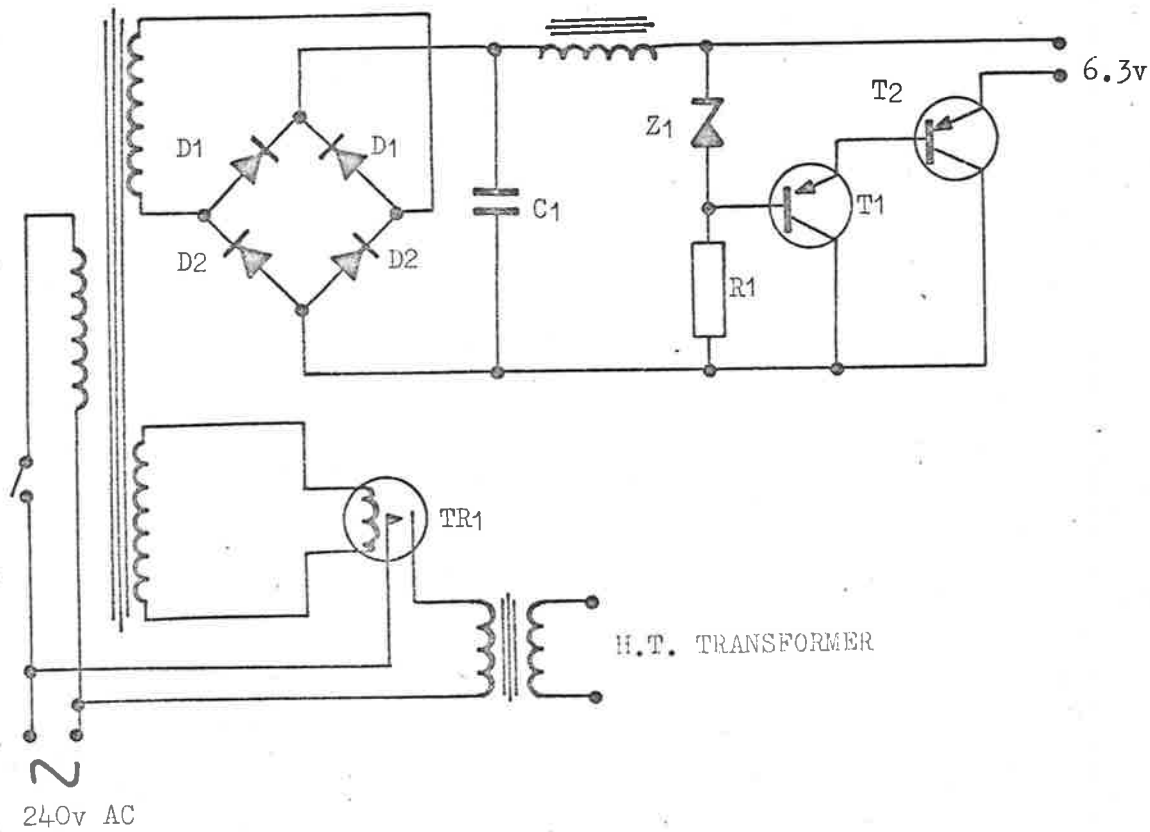 6.3v
T2
Z1
D1
D1
C1
T1
D2
D2
R1
TR1
H.T. TRANSFORMER
240v AC